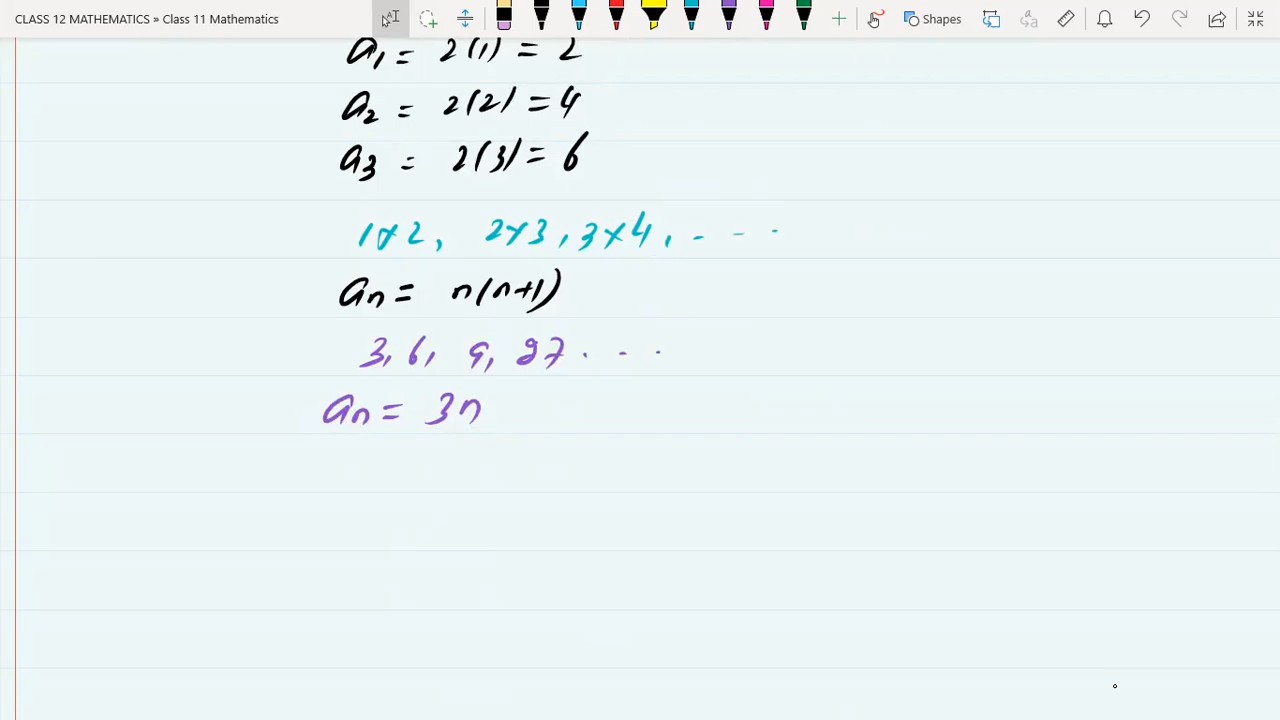 CLASS 12 MATHEMATICS » Class 11 Mathematics
Shapes
a₁ = 2(1) = 2
a₂ = 2(2) = 4
a₃ = 2(3) = 6
1×2, 2×3, 3×4, - - -
aₙ = n(n+1)
3, 6, 9, 27 . - -
aₙ = 3n